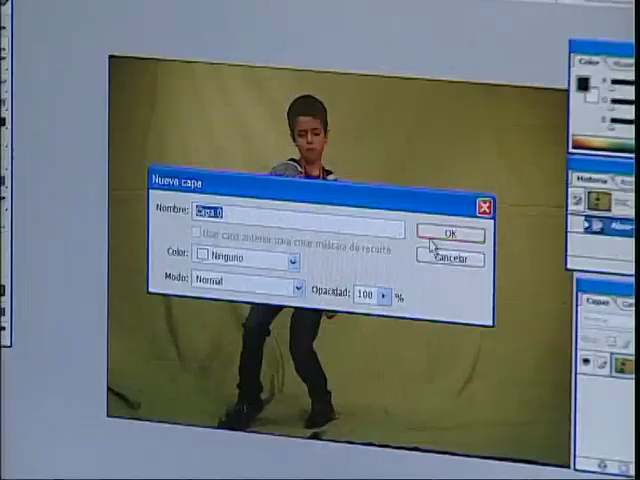 Nueva capa
Nombre: Capa 0
Usar capa anterior para crear máscara de recorte
Color: Ninguno
Modo: Normal
Opacidad: 100 %
OK
Cancelar
Color
Historia
Capas